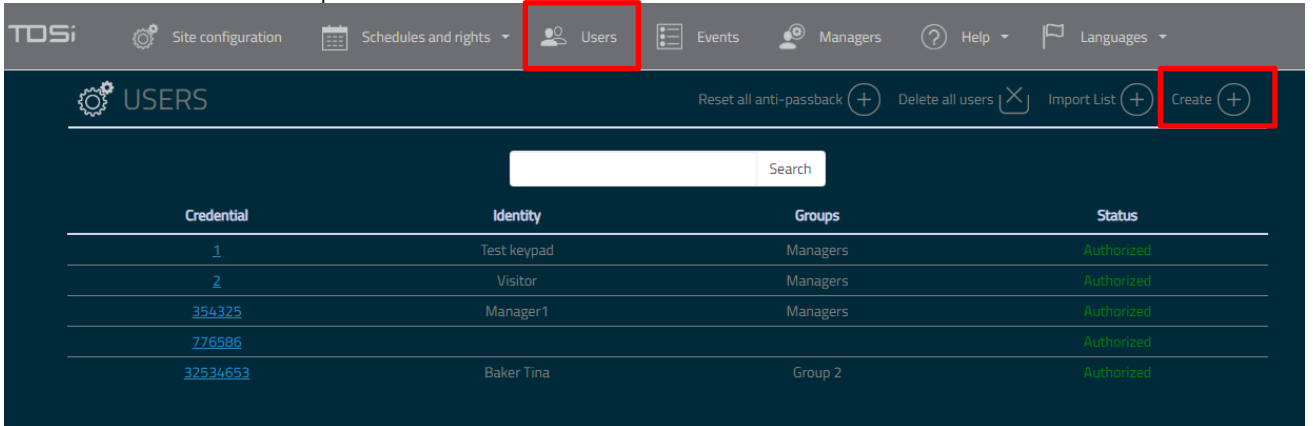 TDSi Site configuration Schedules and rights Users Events Managers Help Languages
USERS Reset all anti-passback Delete all users Import List Create
Search
Credential Identity Groups Status
1 Test keypad Managers Authorized
2 Visitor Managers Authorized
354325 Manager1 Managers Authorized
776586 Authorized
32534653 Baker Tina Group 2 Authorized